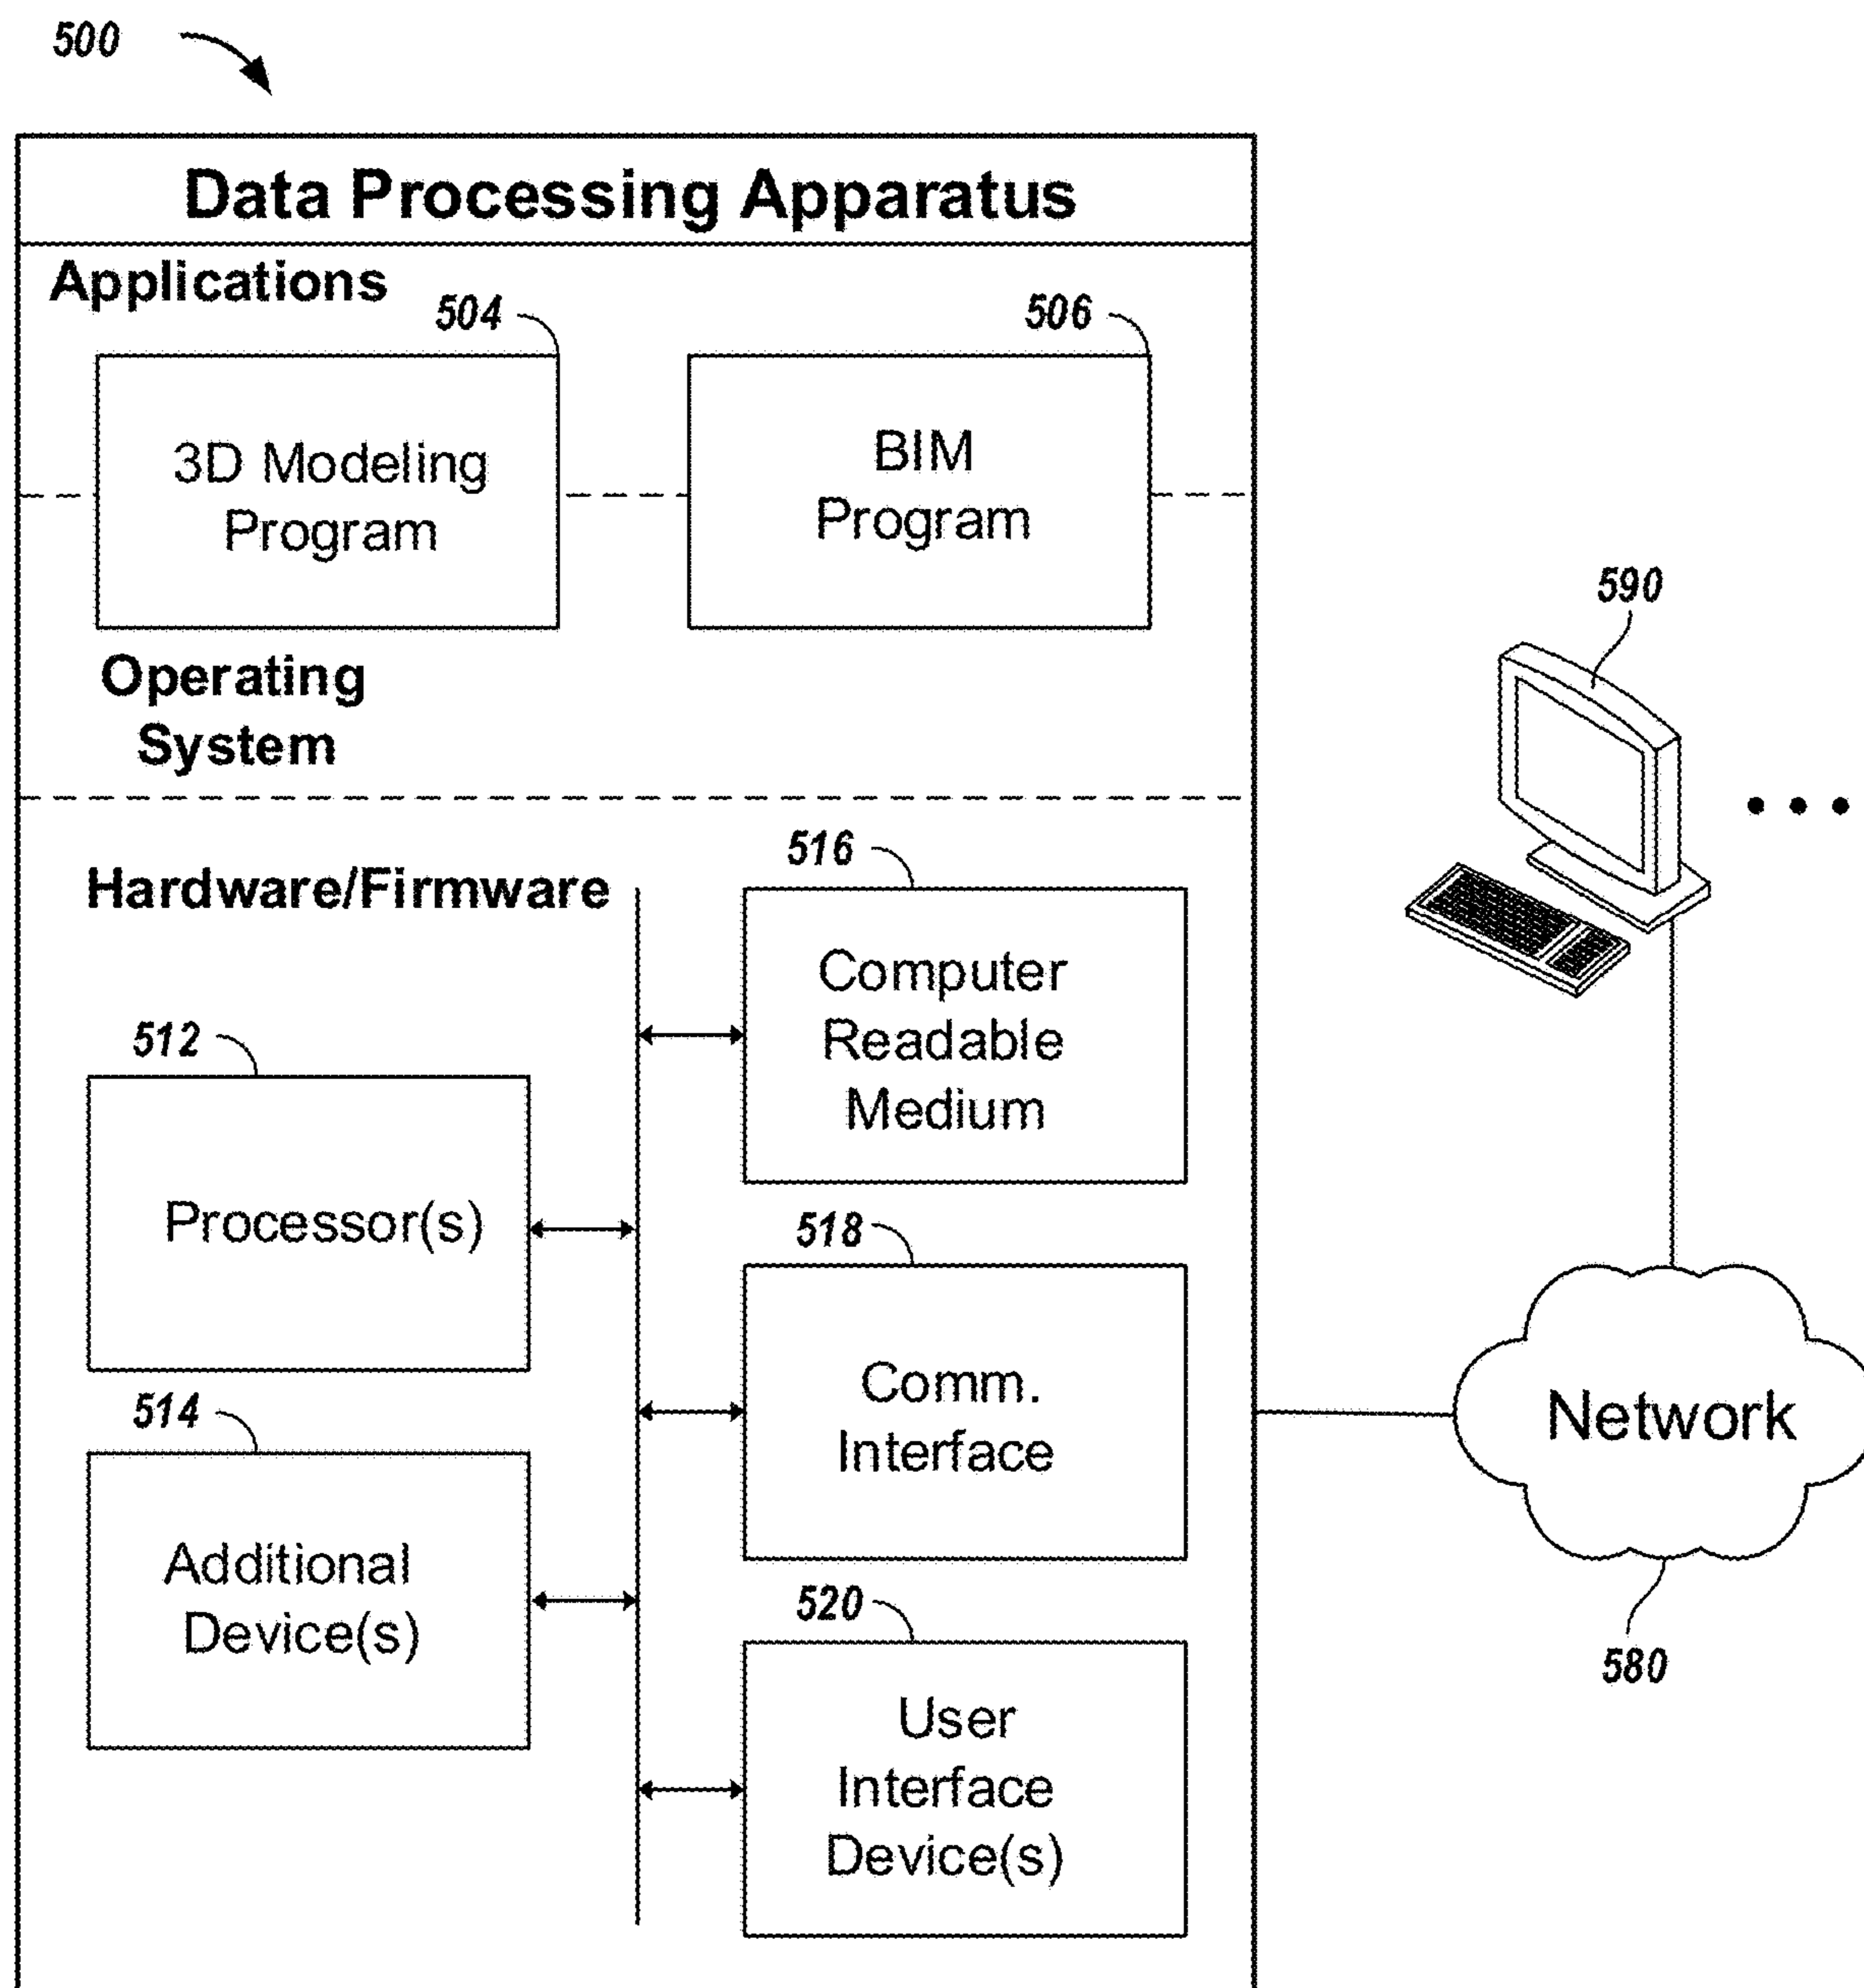 500
Data Processing Apparatus
Applications
504
506
3D Modeling
Program
BIM
Program
Operating
System
590
Hardware/Firmware
516
Computer
Readable
Medium
512
Processor(s)
518
Comm.
Interface
Network
580
514
Additional
Device(s)
520
User
Interface
Device(s)